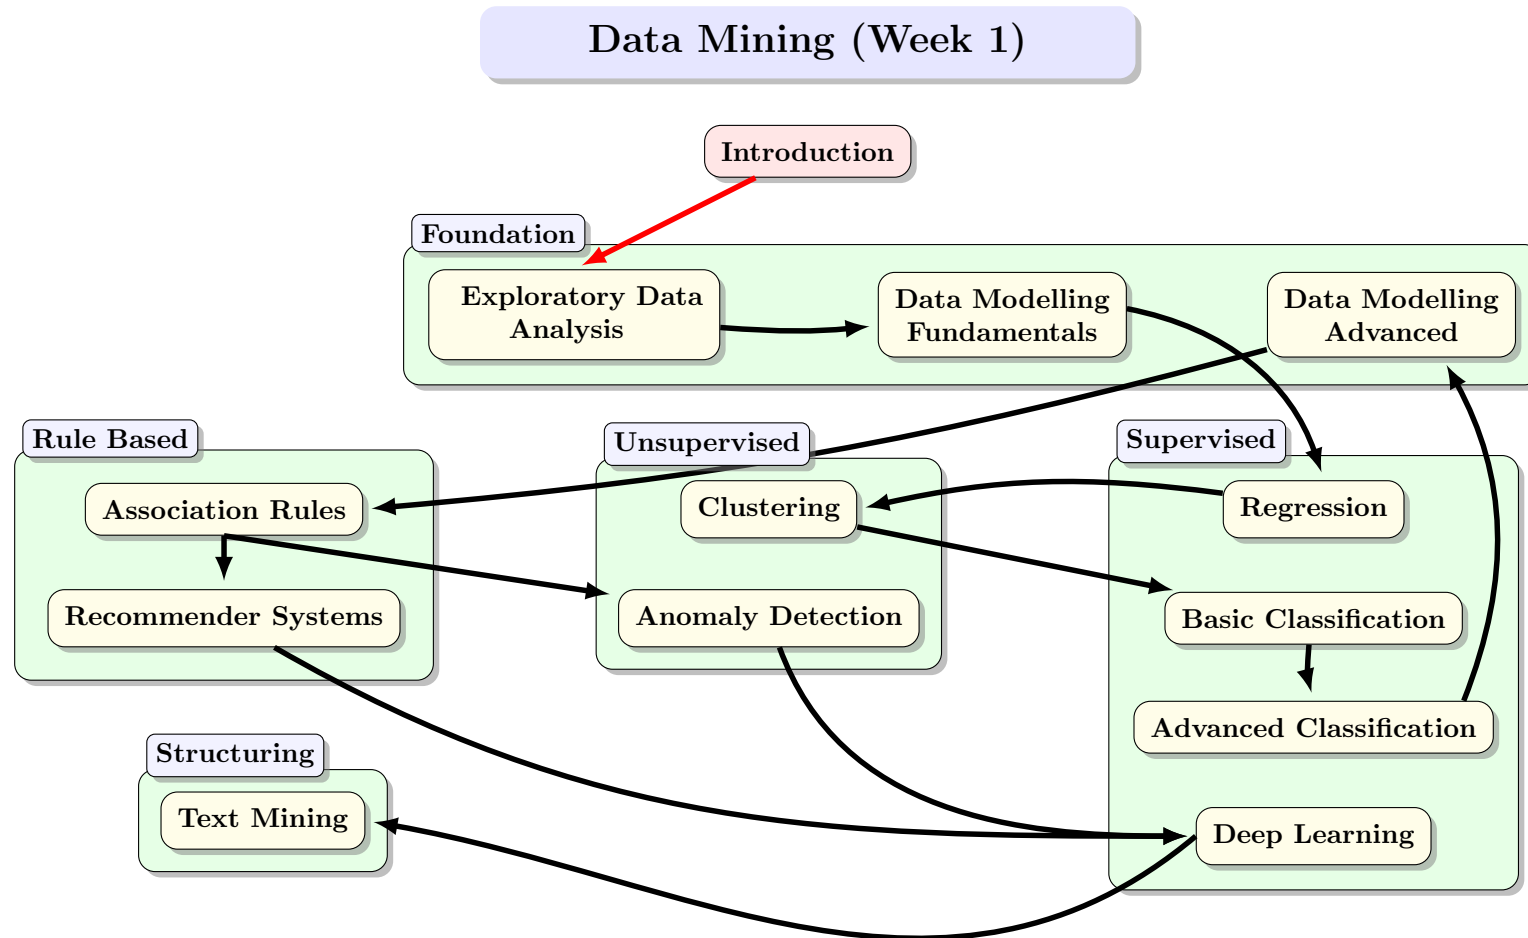 Data Mining (Week 1)
Introduction
Foundation
Exploratory Data
Analysis
Data Modelling
Fundamentals
Data Modelling
Advanced
Rule Based
Association Rules
Recommender Systems
Unsupervised
Clustering
Anomaly Detection
Supervised
Regression
Basic Classification
Advanced Classification
Deep Learning
Structuring
Text Mining